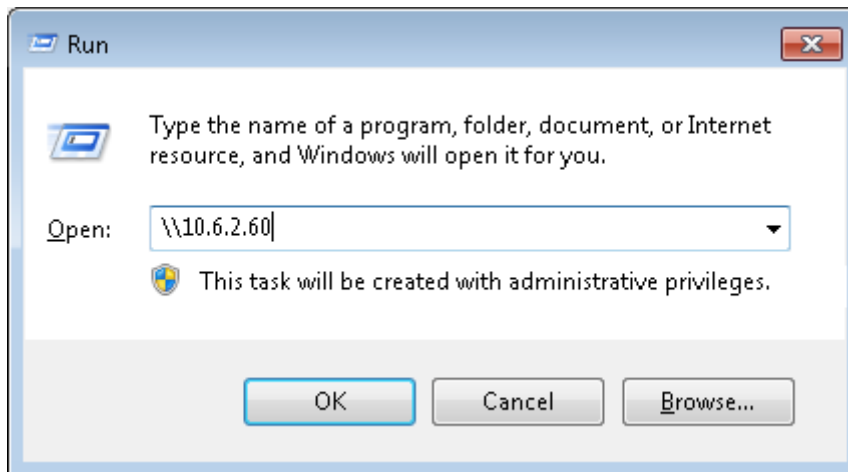 Run
Type the name of a program, folder, document, or Internet
resource, and Windows will open it for you.
Open: \\10.6.2.60
This task will be created with administrative privileges.
OK Cancel Browse...